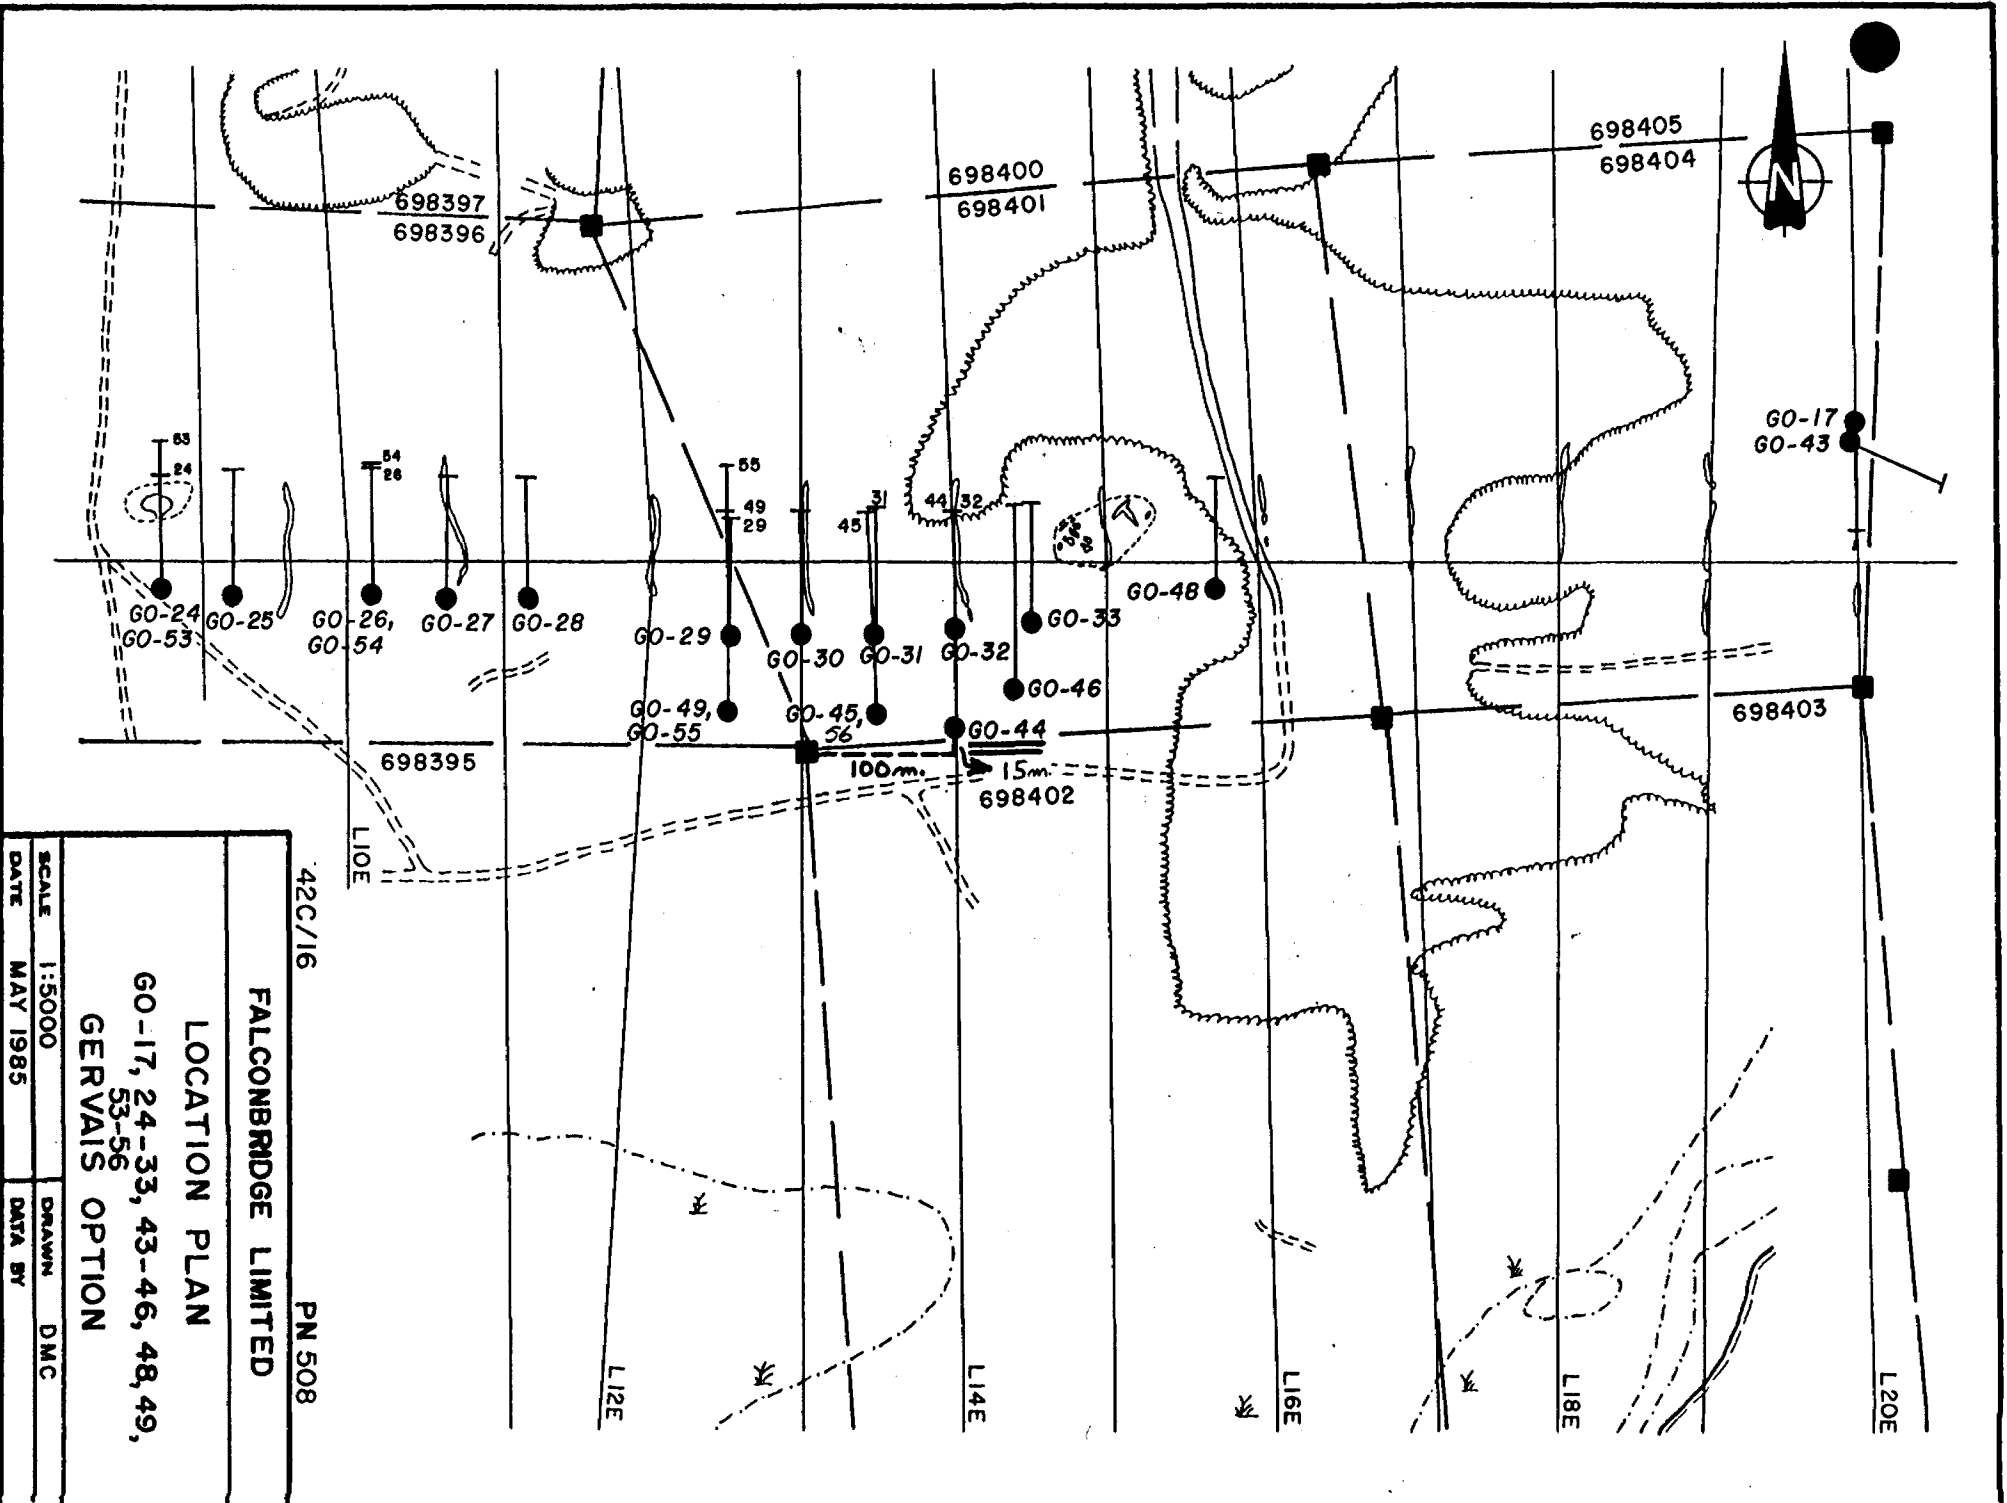 698405
698404
698400
698401
698397
698396
N
GO-17
GO-43
53
24
54
26
55
49
29
31
45
44
32
GO-24
GO-53
GO-25
GO-26,
GO-54
GO-27
GO-28
GO-29
GO-30
GO-31
GO-32
GO-33
GO-48
GO-46
GO-49,
GO-55
GO-45,
56
GO-44
698403
698395
100m.
15m.
698402
L10E
L12E
L14E
L16E
L18E
L20E
42C/16
PN 508
FALCONBRIDGE LIMITED
LOCATION PLAN
GO-17, 24-33, 43-46, 48, 49,
53-56
GERVAIS OPTION
SCALE 1:5000
DRAWN DMC
DATE MAY 1985
DATA BY